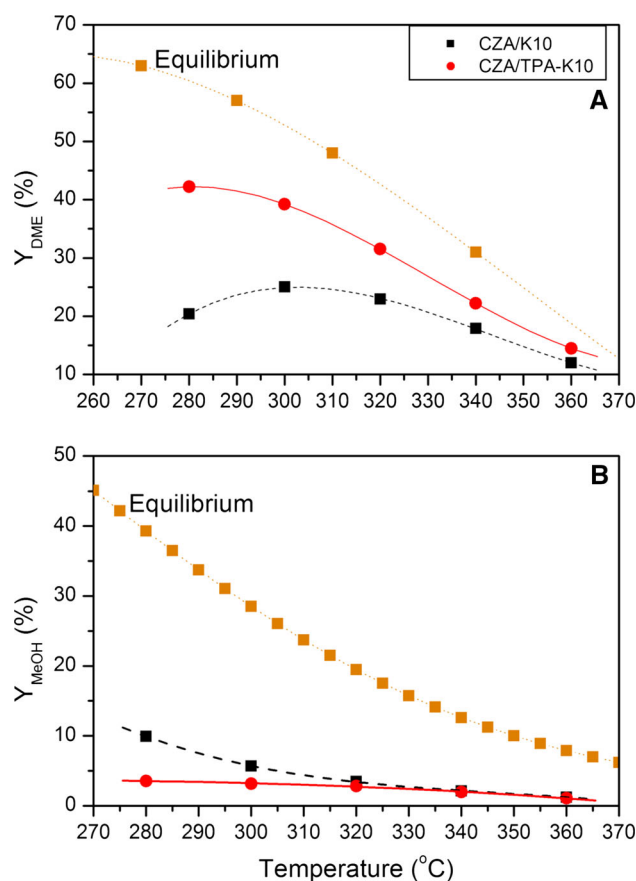 70
60
50
40
30
20
10
Y_DME (%)
Equilibrium
CZA/K10
CZA/TPA-K10
A
260 270 280 290 300 310 320 330 340 350 360 370
50
40
30
20
10
0
Y_MeOH (%)
Equilibrium
B
270 280 290 300 310 320 330 340 350 360 370
Temperature (°C)